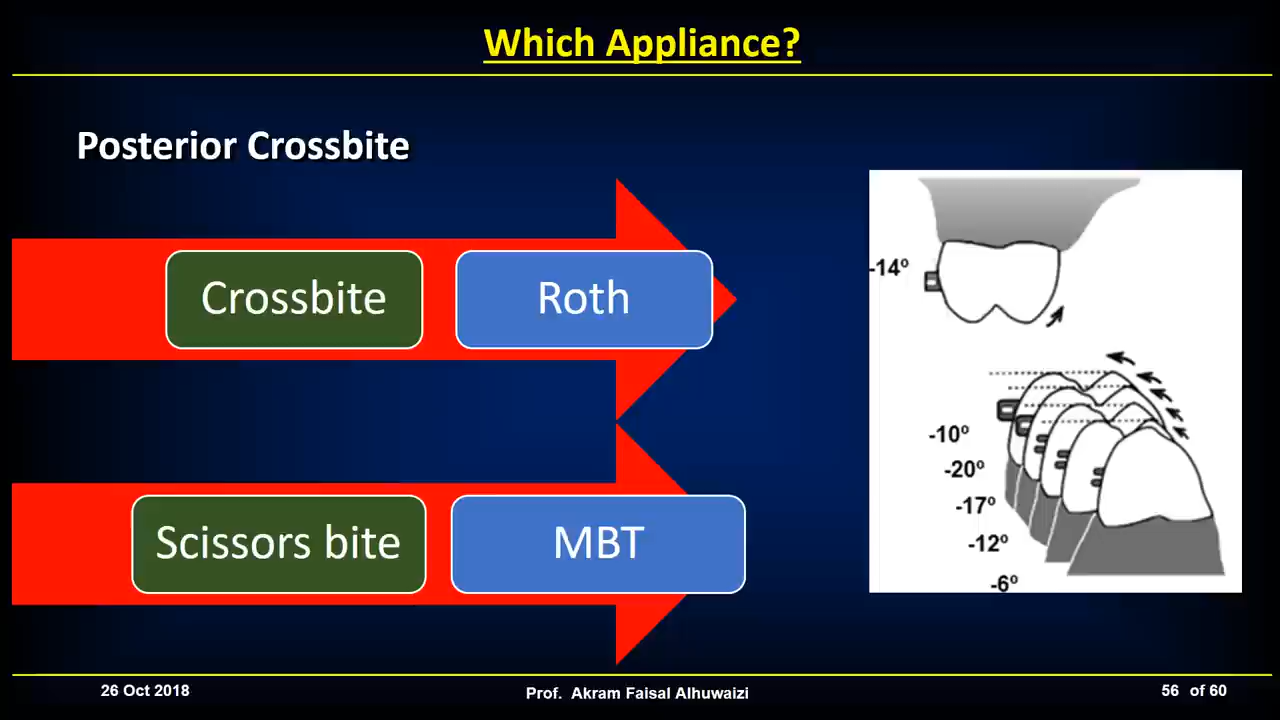 Which Appliance?
Posterior Crossbite
Crossbite
Roth
Scissors bite
MBT
-14º
-10º
-20º
-17º
-12º
-6º
26 Oct 2018
Prof. Akram Faisal Alhuwaizi
56 of 60